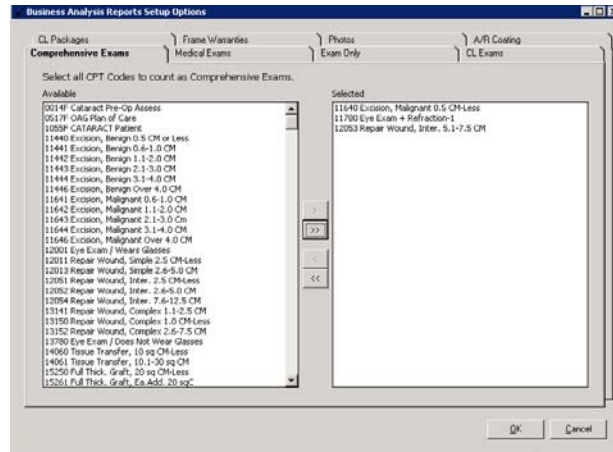 Business Analysis Reports Setup Options
CL Packages
Frame Warranties
Photos
A/R Coating
Comprehensive Exams
Medical Exams
Exam Only
CL Exams
Select all CPT Codes to count as Comprehensive Exams.
Available
Selected
0014F Cataract Pre-Op Assess
0517F OAG Plan of Care
1055F CATARACT Patient
11440 Excision, Benign 0.5 CM or Less
11441 Excision, Benign 0.6-1.0 CM
11442 Excision, Benign 1.1-2.0 CM
11443 Excision, Benign 2.1-3.0 CM
11444 Excision, Benign 3.1-4.0 CM
11446 Excision, Benign Over 4.0 CM
11641 Excision, Malignant 0.6-1.0 CM
11642 Excision, Malignant 1.1-2.0 CM
11643 Excision, Malignant 2.1-3.0 Cm
11644 Excision, Malignant 3.1-4.0 CM
11646 Excision, Malignant Over 4.0 CM
12001 Eye Exam / Wears Glasses
12011 Repair Wound, Simple 2.5 CM-Less
12013 Repair Wound, Simple 2.6-5.0 CM
12051 Repair Wound, Inter. 2.5 CM-Less
12052 Repair Wound, Inter. 2.6-5.0 CM
12054 Repair Wound, Inter. 7.6-12.5 CM
13141 Repair Wound, Complex 1.1-2.5 CM
13150 Repair Wound, Complex 1.0 CM-Less
13152 Repair Wound, Complex 2.6-7.5 CM
13780 Eye Exam / Does Not Wear Glasses
14060 Tissue Transfer, 10 sq CM-Less
14061 Tissue Transfer, 10.1-30 sq CM
15250 Full Thick. Graft, 20 sq CM-Less
15261 Full Thick. Graft, Ea.Add. 20 sqC
>
>>
<
<<
11640 Excision, Malignant 0.5 CM-Less
11780 Eye Exam + Refraction-1
12053 Repair Wound, Inter. 5.1-7.5 CM
OK
Cancel